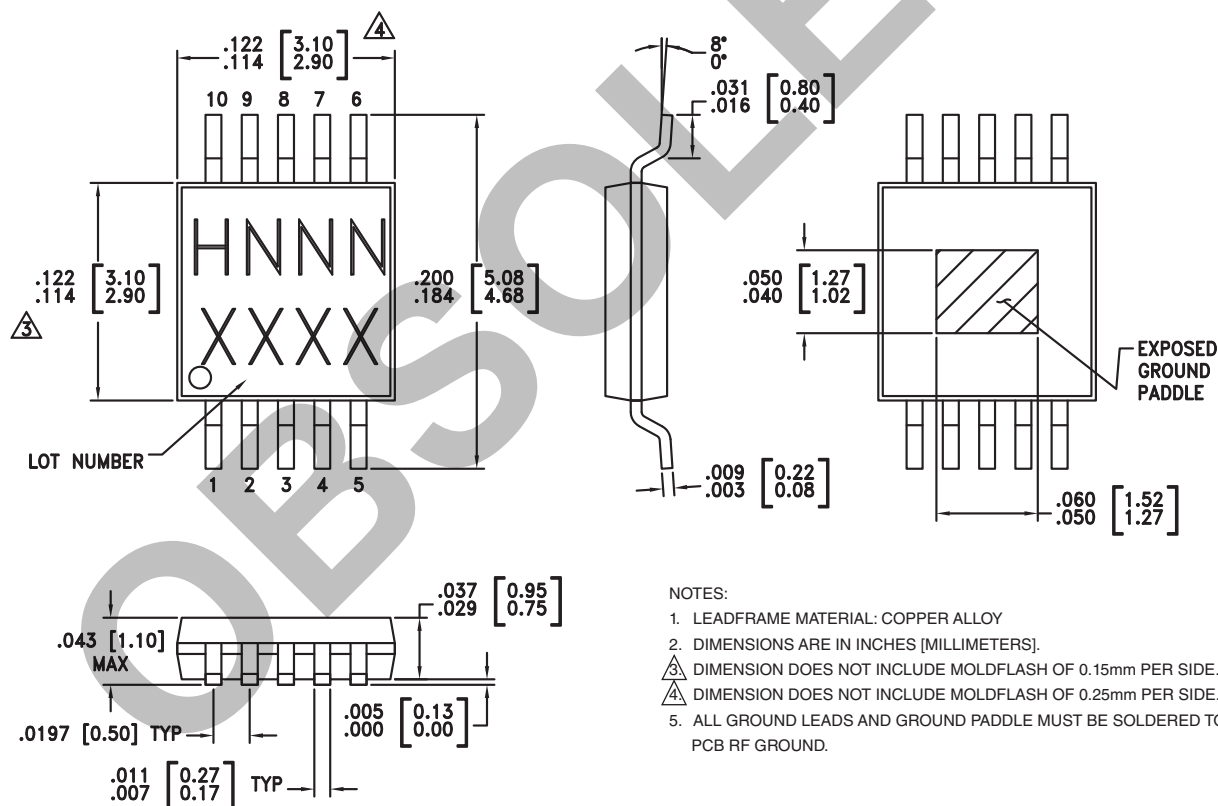 .122 [3.10]
.114 [2.90]
4
10 9 8 7 6
.122 [3.10]
.114 [2.90]
3
HNNN
XXXX
.200 [5.08]
.184 [4.68]
LOT NUMBER
1 2 3 4 5
8°
0°
.031 [0.80]
.016 [0.40]
.009 [0.22]
.003 [0.08]
.050 [1.27]
.040 [1.02]
EXPOSED
GROUND
PADDLE
.060 [1.52]
.050 [1.27]
.043 [1.10]
MAX
.037 [0.95]
.029 [0.75]
.0197 [0.50] TYP
.005 [0.13]
.000 [0.00]
.011 [0.27]
.007 [0.17]
TYP
NOTES:
1. LEADFRAME MATERIAL: COPPER ALLOY
2. DIMENSIONS ARE IN INCHES [MILLIMETERS].
3. DIMENSION DOES NOT INCLUDE MOLDFLASH OF 0.15mm PER SIDE.
4. DIMENSION DOES NOT INCLUDE MOLDFLASH OF 0.25mm PER SIDE.
5. ALL GROUND LEADS AND GROUND PADDLE MUST BE SOLDERED TO
PCB RF GROUND.
OBSOLE